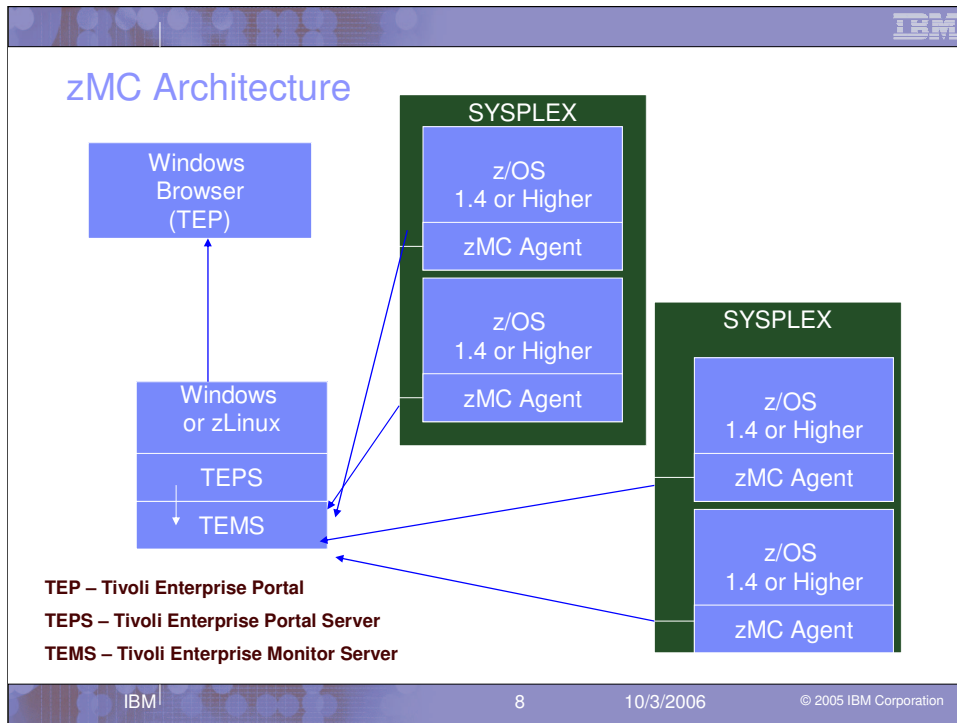 IBM
zMC Architecture
Windows
Browser
(TEP)
Windows
or zLinux
TEPS
TEMS
SYSPLEX
z/OS
1.4 or Higher
zMC Agent
z/OS
1.4 or Higher
zMC Agent
SYSPLEX
z/OS
1.4 or Higher
zMC Agent
z/OS
1.4 or Higher
zMC Agent
TEP – Tivoli Enterprise Portal
TEPS – Tivoli Enterprise Portal Server
TEMS – Tivoli Enterprise Monitor Server
IBM 8 10/3/2006 © 2005 IBM Corporation